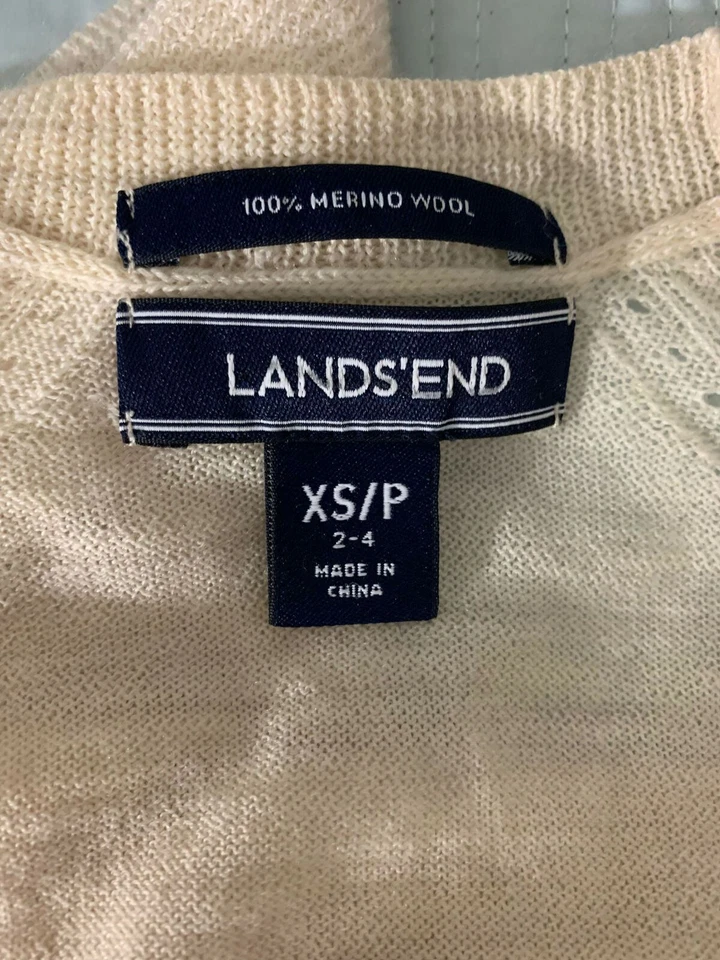 100% MERINO WOOL
LANDS'END
XS/P
2-4
MADE IN
CHINA